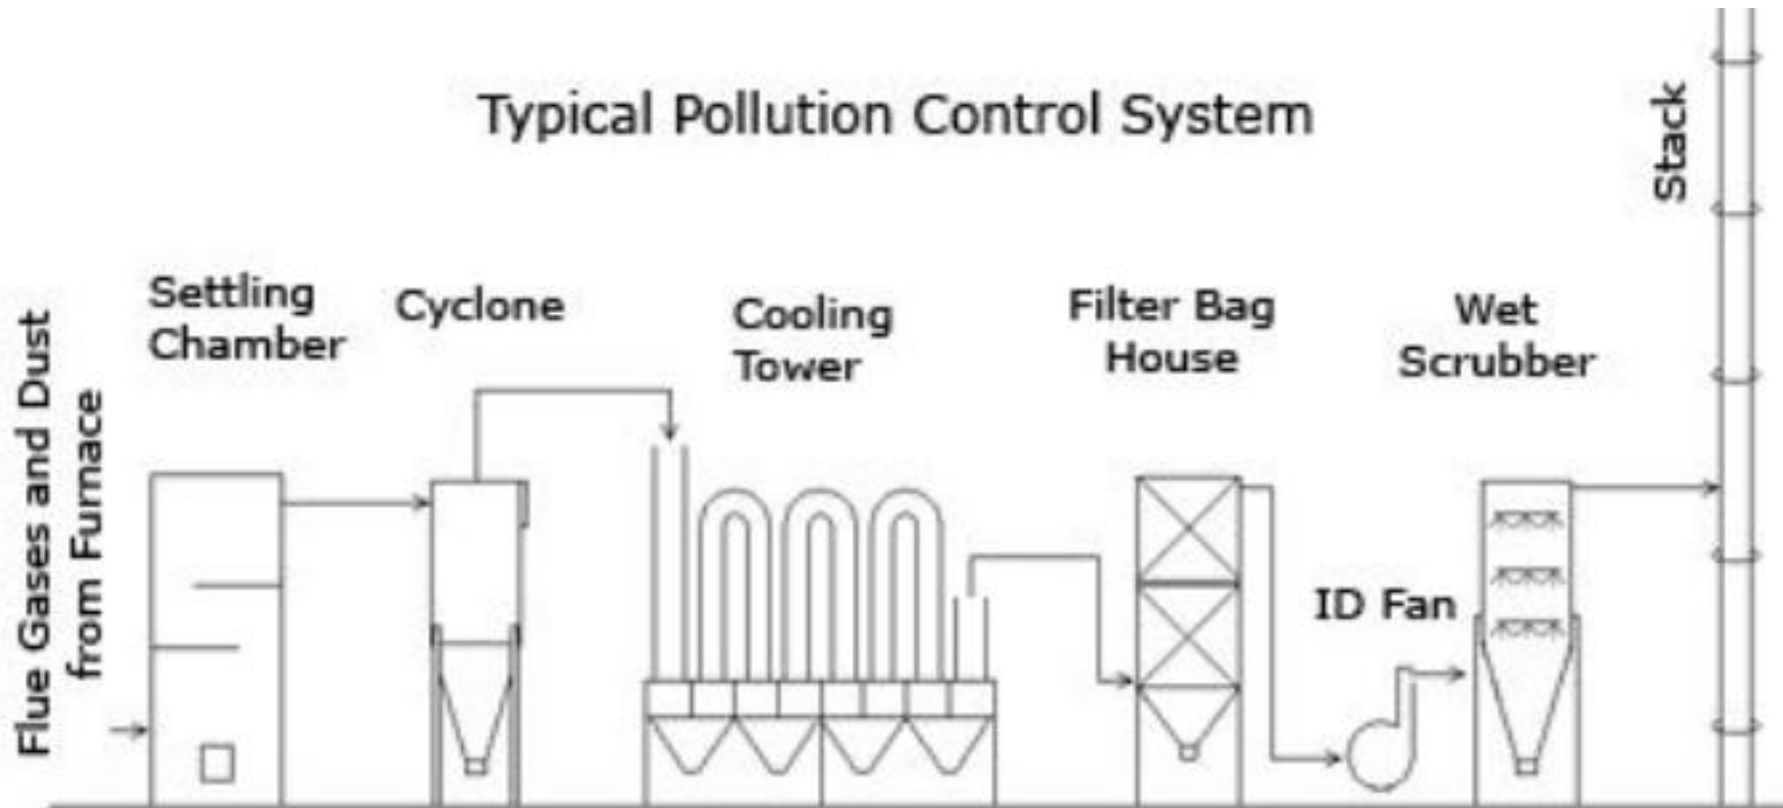 Typical Pollution Control System
Stack
Flue Gases and Dust
from Furnace
Settling
Chamber
Cyclone
Cooling
Tower
Filter Bag
House
Wet
Scrubber
ID Fan